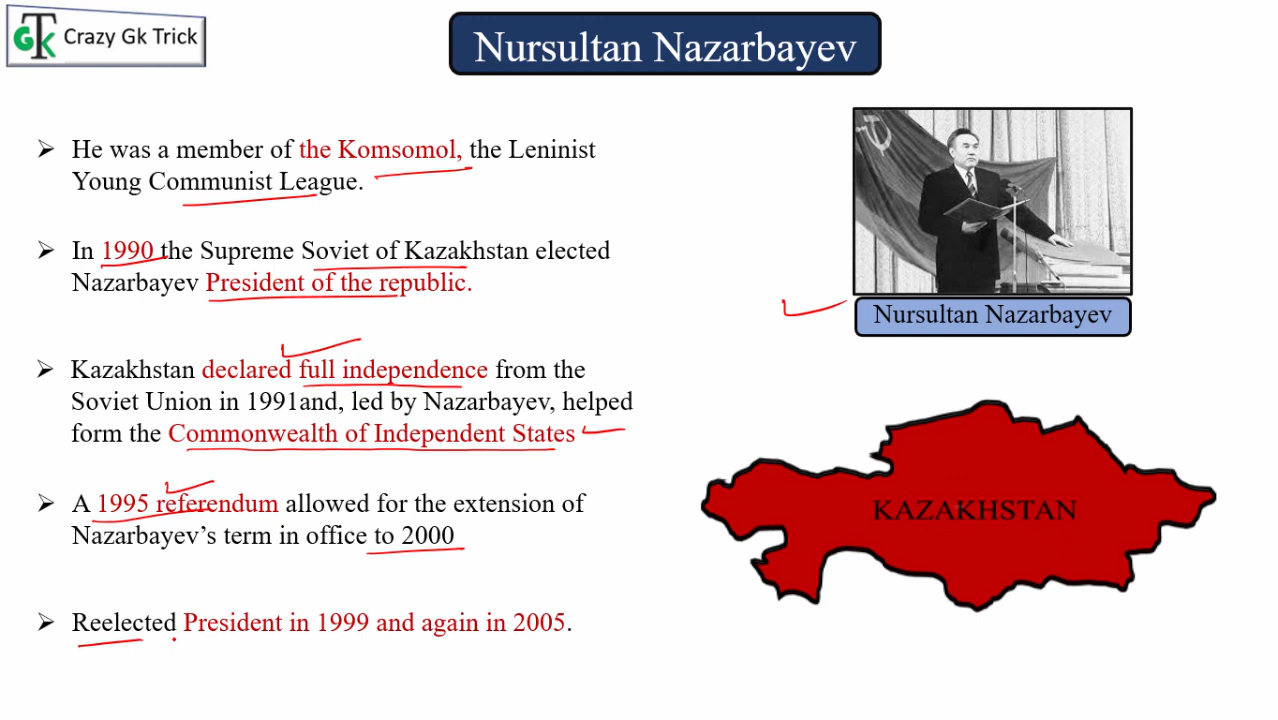 GTK Crazy Gk Trick
Nursultan Nazarbayev
He was a member of the Komsomol, the Leninist
Young Communist League.
In 1990 the Supreme Soviet of Kazakhstan elected
Nazarbayev President of the republic.
Kazakhstan declared full independence from the
Soviet Union in 1991and, led by Nazarbayev, helped
form the Commonwealth of Independent States
A 1995 referendum allowed for the extension of
Nazarbayev’s term in office to 2000
Reelected President in 1999 and again in 2005.
Nursultan Nazarbayev
KAZAKHSTAN